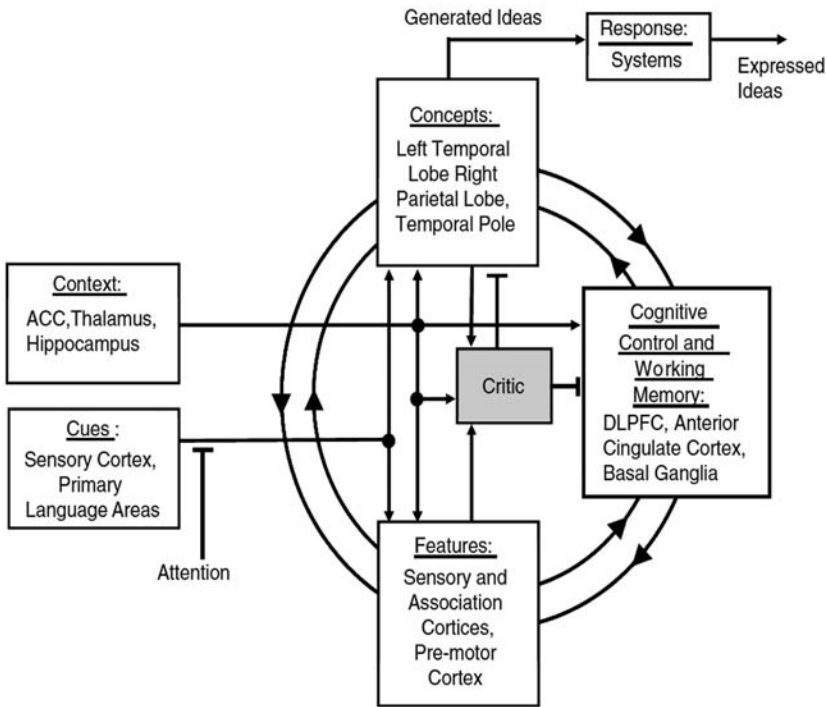 Generated Ideas
Response:
Systems
Expressed
Ideas
Concepts:
Left Temporal
Lobe Right
Parietal Lobe,
Temporal Pole
Context:
ACC,Thalamus,
Hippocampus
Cognitive
Control and
Working
Memory:
DLPFC, Anterior
Cingulate Cortex,
Basal Ganglia
Critic
Cues :
Sensory Cortex,
Primary
Language Areas
Attention
Features:
Sensory and
Association
Cortices,
Pre-motor
Cortex